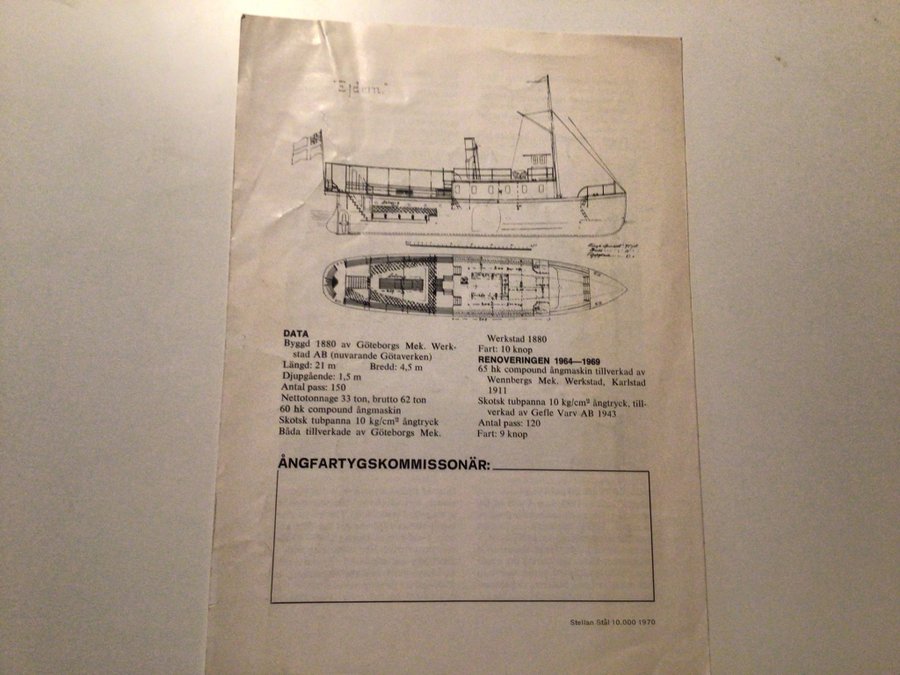 "Ejdern."
DATA
Byggd 1880 av Göteborgs Mek. Werk-
stad AB (nuvarande Götaverken)
Längd: 21 m Bredd: 4,5 m
Djupgående: 1,5 m
Antal pass: 150
Nettotonnage 33 ton, brutto 62 ton
60 hk compound ångmaskin
Skotsk tubpanna 10 kg/cm² ångtryck
Båda tillverkade av Göteborgs Mek.
Werkstad 1880
Fart: 10 knop
RENOVERINGEN 1964—1969
65 hk compound ångmaskin tillverkad av
Wennbergs Mek. Werkstad, Karlstad
1911
Skotsk tubpanna 10 kg/cm² ångtryck, till-
verkad av Gefle Varv AB 1943
Antal pass: 120
Fart: 9 knop
ÅNGFARTYGSKOMMISSONÄR:
Stellan Stål 10.000 1970